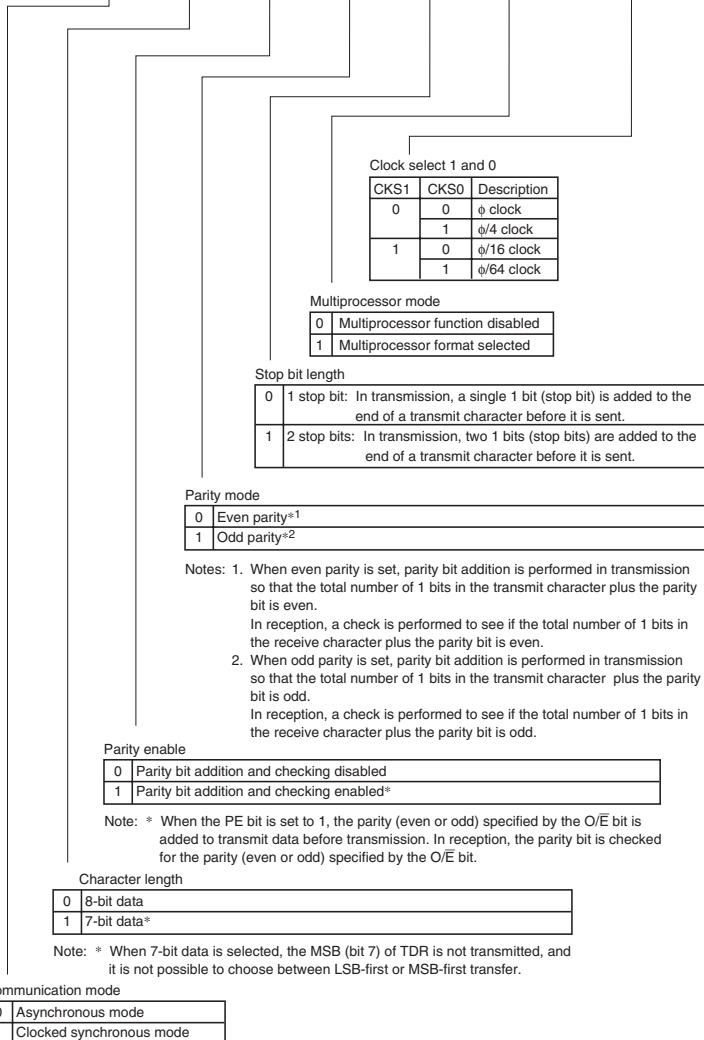 Clock select 1 and 0
CKS1 CKS0 Description
0 0 ϕ clock
1 ϕ/4 clock
1 0 ϕ/16 clock
1 ϕ/64 clock
Multiprocessor mode
0 Multiprocessor function disabled
1 Multiprocessor format selected
Stop bit length
0 1 stop bit: In transmission, a single 1 bit (stop bit) is added to the
end of a transmit character before it is sent.
1 2 stop bits: In transmission, two 1 bits (stop bits) are added to the
end of a transmit character before it is sent.
Parity mode
0 Even parity*1
1 Odd parity*2
Notes: 1. When even parity is set, parity bit addition is performed in transmission
so that the total number of 1 bits in the transmit character plus the parity
bit is even.
In reception, a check is performed to see if the total number of 1 bits in
the receive character plus the parity bit is even.
2. When odd parity is set, parity bit addition is performed in transmission
so that the total number of 1 bits in the transmit character plus the parity
bit is odd.
In reception, a check is performed to see if the total number of 1 bits in
the receive character plus the parity bit is odd.
Parity enable
0 Parity bit addition and checking disabled
1 Parity bit addition and checking enabled*
Note: * When the PE bit is set to 1, the parity (even or odd) specified by the O/E̅ bit is
added to transmit data before transmission. In reception, the parity bit is checked
for the parity (even or odd) specified by the O/E̅ bit.
Character length
0 8-bit data
1 7-bit data*
Note: * When 7-bit data is selected, the MSB (bit 7) of TDR is not transmitted, and
it is not possible to choose between LSB-first or MSB-first transfer.
mmunication mode
Asynchronous mode
Clocked synchronous mode